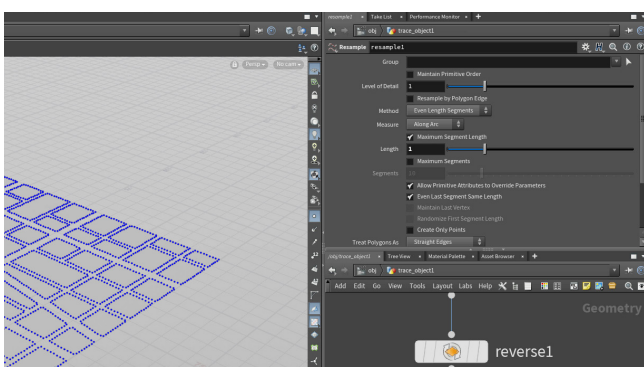 resample1 Take List Performance Monitor
obj trace_object1
Resample resample1
Persp No cam
Group
Maintain Primitive Order
Level of Detail 1
Resample by Polygon Edge
Method Even Length Segments
Measure Along Arc
Maximum Segment Length
Length 1
Maximum Segments
Segments
Allow Primitive Attributes to Override Parameters
Even Last Segment Same Length
Maintain Last Vertex
Randomize First Segment Length
Create Only Points
Treat Polygons As Straight Edges
/obj/trace_object1 Tree View Material Palette Asset Browser
obj trace_object1
Add Edit Go View Tools Layout Labs Help
Geometry
reverse1